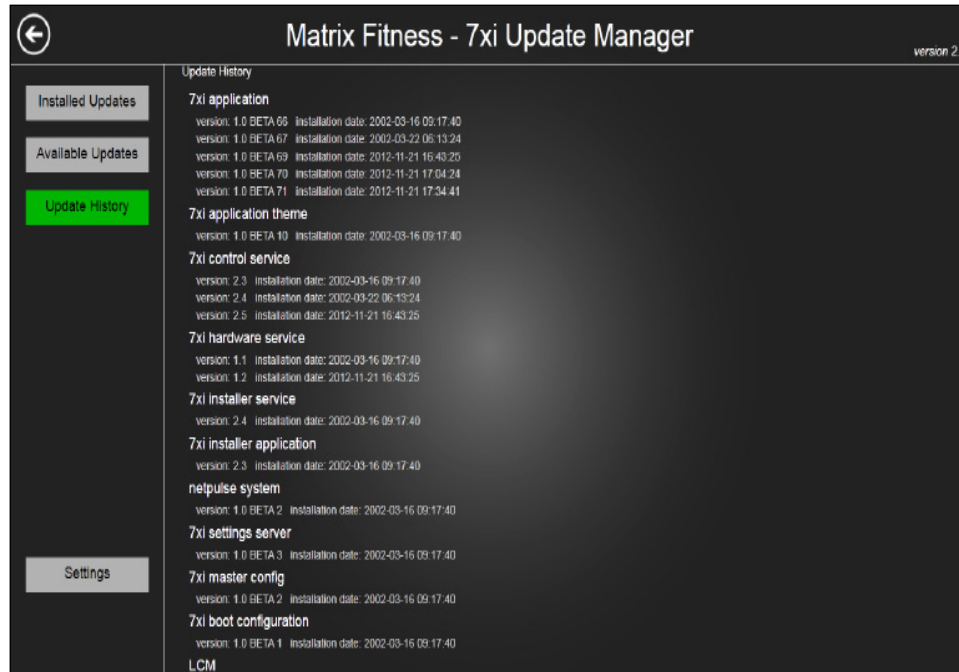 Matrix Fitness - 7xi Update Manager
version 2.
Installed Updates
Available Updates
Update History
Settings
Update History
7xi application
version: 1.0 BETA 66 installation date: 2002-03-16 09:17:40
version: 1.0 BETA 67 installation date: 2002-03-22 06:13:24
version: 1.0 BETA 69 installation date: 2012-11-21 16:43:25
version: 1.0 BETA 70 installation date: 2012-11-21 17:04:24
version: 1.0 BETA 71 installation date: 2012-11-21 17:34:41
7xi application theme
version: 1.0 BETA 10 installation date: 2002-03-16 09:17:40
7xi control service
version: 2.3 installation date: 2002-03-16 09:17:40
version: 2.4 installation date: 2002-03-22 06:13:24
version: 2.5 installation date: 2012-11-21 16:43:25
7xi hardware service
version: 1.1 installation date: 2002-03-16 09:17:40
version: 1.2 installation date: 2012-11-21 16:43:25
7xi installer service
version: 2.4 installation date: 2002-03-16 09:17:40
7xi installer application
version: 2.3 installation date: 2002-03-16 09:17:40
netpulse system
version: 1.0 BETA 2 installation date: 2002-03-16 09:17:40
7xi settings server
version: 1.0 BETA 3 installation date: 2002-03-16 09:17:40
7xi master config
version: 1.0 BETA 2 installation date: 2002-03-16 09:17:40
7xi boot configuration
version: 1.0 BETA 1 installation date: 2002-03-16 09:17:40
LCM